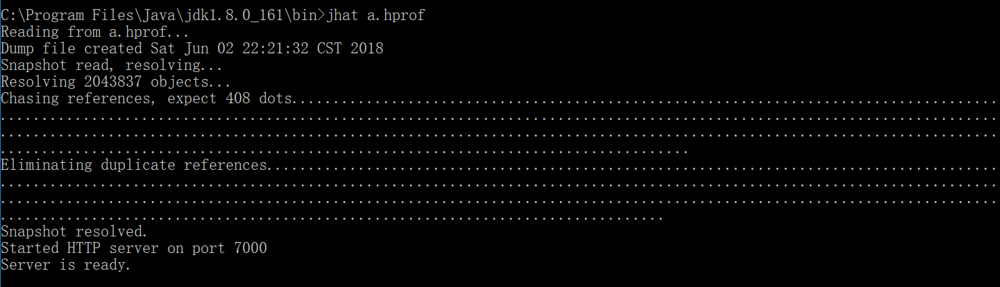 C:\Program Files\Java\jdk1.8.0_161\bin>jhat a.hprof
Reading from a.hprof...
Dump file created Sat Jun 02 22:21:32 CST 2018
Snapshot read, resolving...
Resolving 2043837 objects...
Chasing references, expect 408 dots.....................................................................................
........................................................................................................................
........................................................................................................................
...................................................................................
Eliminating duplicate references........................................................................................
........................................................................................................................
........................................................................................................................
................................................................................
Snapshot resolved.
Started HTTP server on port 7000
Server is ready.